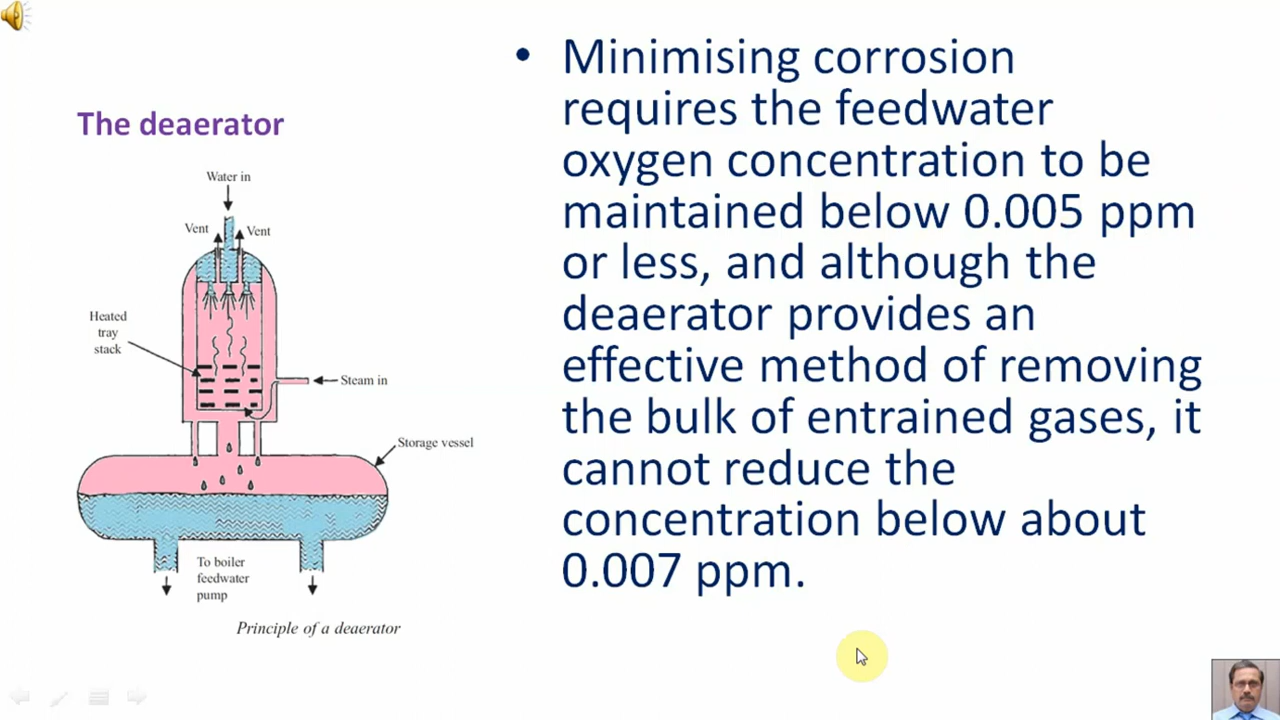 The deaerator
Water in
Vent
Vent
Heated
tray
stack
Steam in
Storage vessel
To boiler
feedwater
pump
Principle of a deaerator
• Minimising corrosion
requires the feedwater
oxygen concentration to be
maintained below 0.005 ppm
or less, and although the
deaerator provides an
effective method of removing
the bulk of entrained gases, it
cannot reduce the
concentration below about
0.007 ppm.